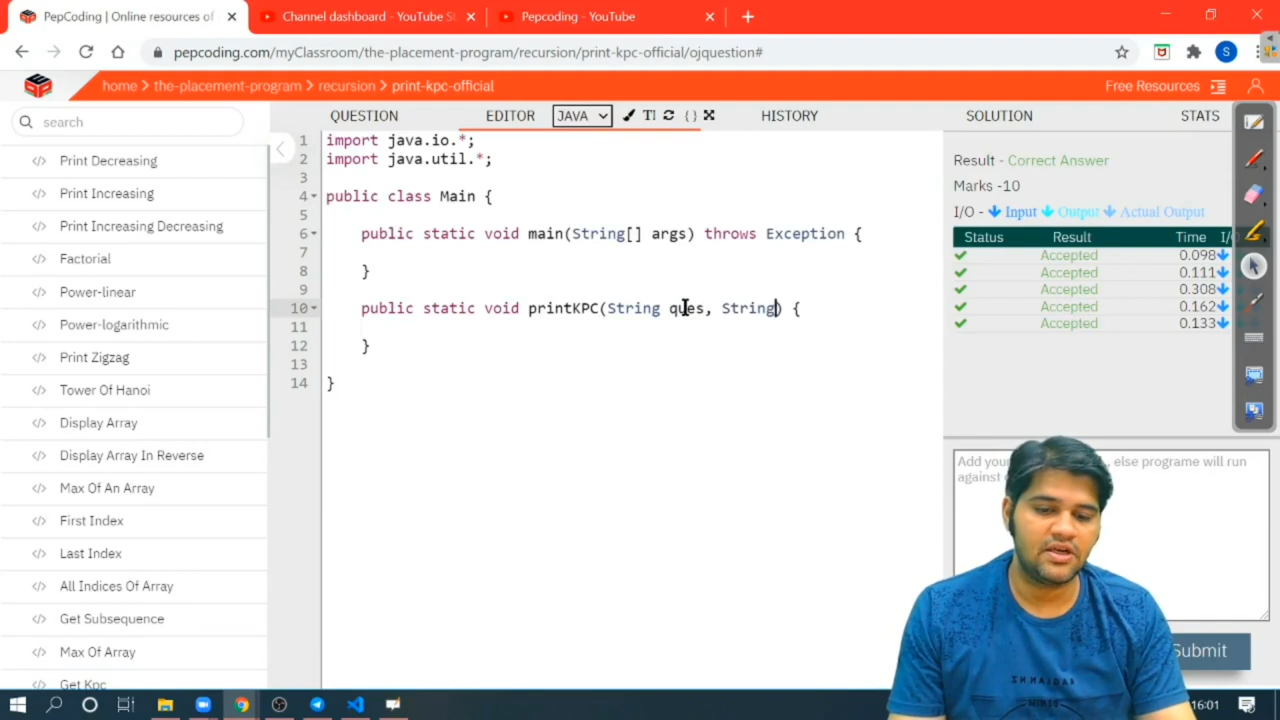 PepCoding | Online resources of
Channel dashboard - YouTube St
Pepcoding - YouTube
pepcoding.com/myClassroom/the-placement-program/recursion/print-kpc-official/ojquestion#
S
home > the-placement-program > recursion > print-kpc-official
Free Resources
search
QUESTION
EDITOR
JAVA
HISTORY
SOLUTION
STATS
Print Decreasing
Print Increasing
Print Increasing Decreasing
Factorial
Power-linear
Power-logarithmic
Print Zigzag
Tower Of Hanoi
Display Array
Display Array In Reverse
Max Of An Array
First Index
Last Index
All Indices Of Array
Get Subsequence
Max Of Array
Get Kpc
1 import java.io.*;
2 import java.util.*;
3
4 public class Main {
5
6 public static void main(String[] args) throws Exception {
7
8 }
9
10 public static void printKPC(String ques, String) {
11
12 }
13
14 }
Result - Correct Answer
Marks -10
I/O - Input Output Actual Output
Status Result Time I/
Accepted 0.098
Accepted 0.111
Accepted 0.308
Accepted 0.162
Accepted 0.133
Add your else programe will run
against
Submit
16:01